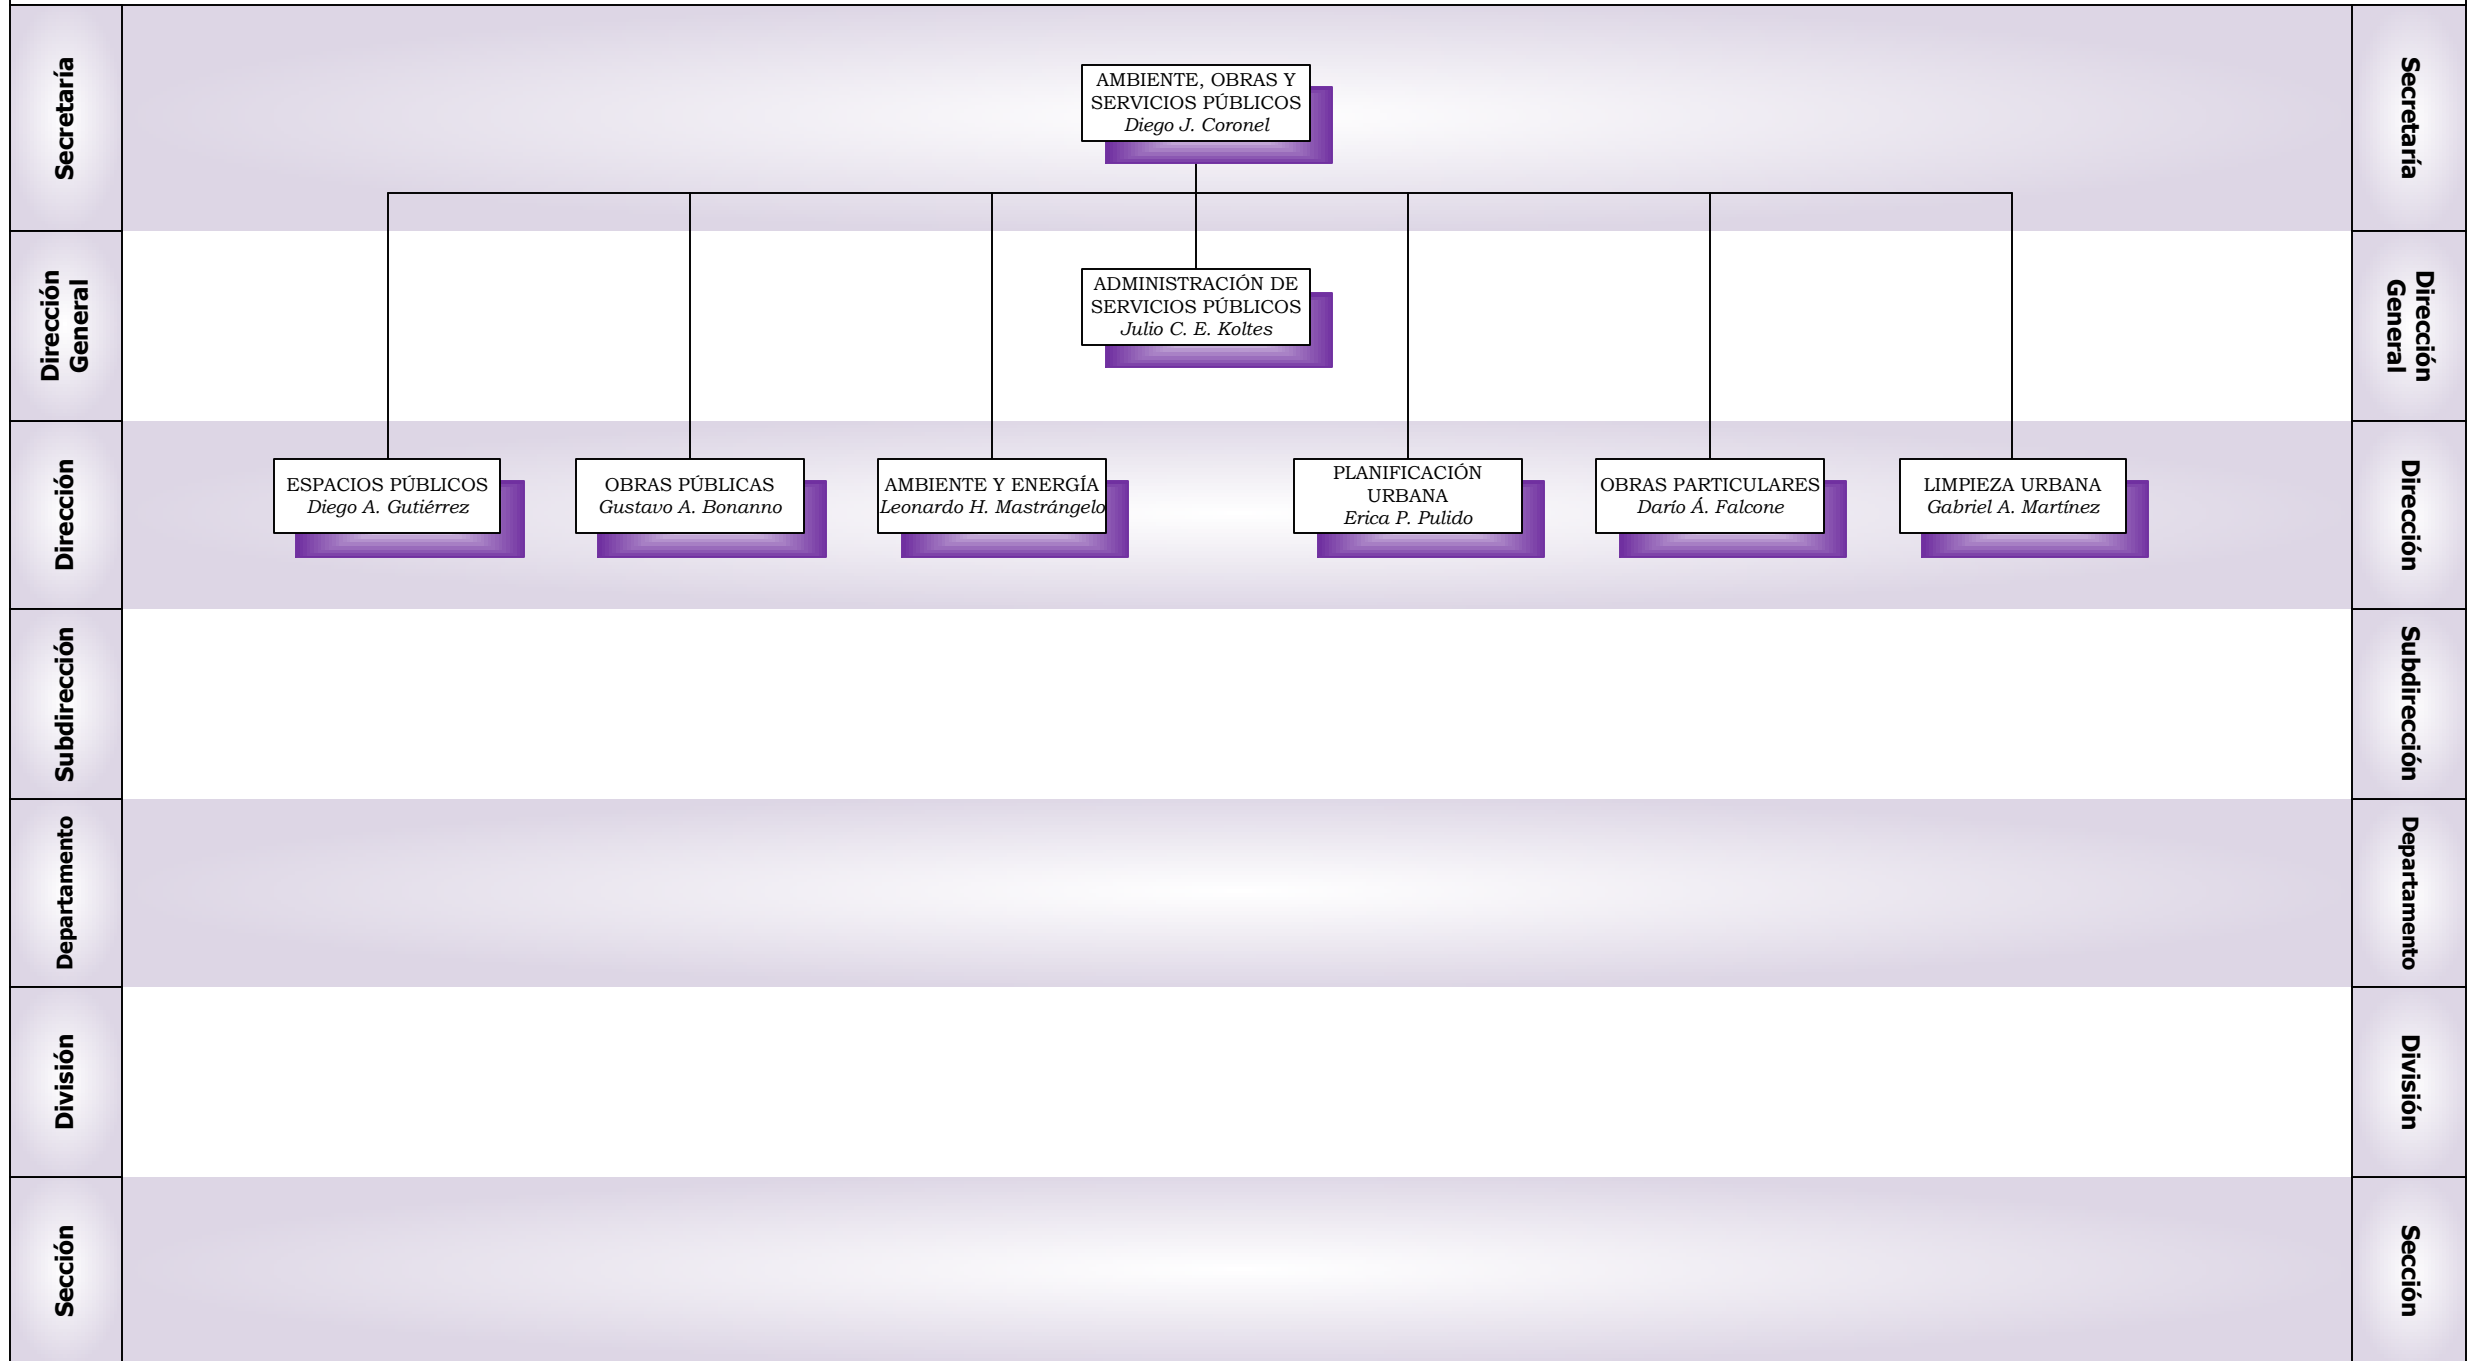 Secretaría
AMBIENTE, OBRAS Y
SERVICIOS PÚBLICOS
Diego J. Coronel
Secretaría
Dirección
General
ADMINISTRACIÓN DE
SERVICIOS PÚBLICOS
Julio C. E. Koltes
Dirección
General
Dirección
ESPACIOS PÚBLICOS
Diego A. Gutiérrez
OBRAS PÚBLICAS
Gustavo A. Bonanno
AMBIENTE Y ENERGÍA
Leonardo H. Mastrángelo
PLANIFICACIÓN
URBANA
Erica P. Pulido
OBRAS PARTICULARES
Darío Á. Falcone
LIMPIEZA URBANA
Gabriel A. Martínez
Dirección
Subdirección
Subdirección
Departamento
Departamento
División
División
Sección
Sección